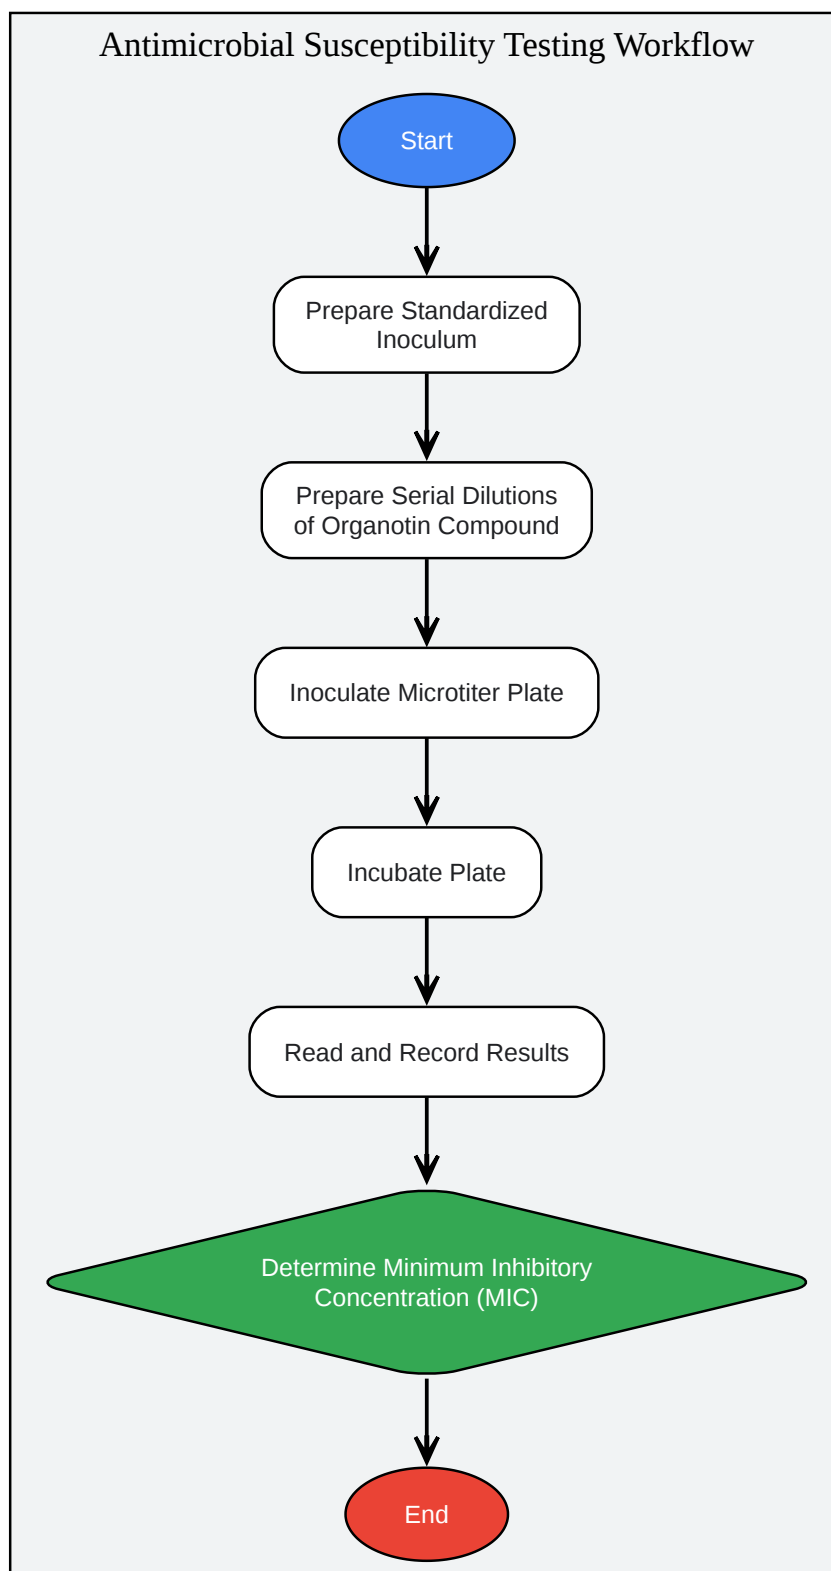 Antimicrobial Susceptibility Testing Workflow
Start
Prepare Standardized
Inoculum
Prepare Serial Dilutions
of Organotin Compound
Inoculate Microtiter Plate
Incubate Plate
Read and Record Results
Determine Minimum Inhibitory
Concentration (MIC)
End